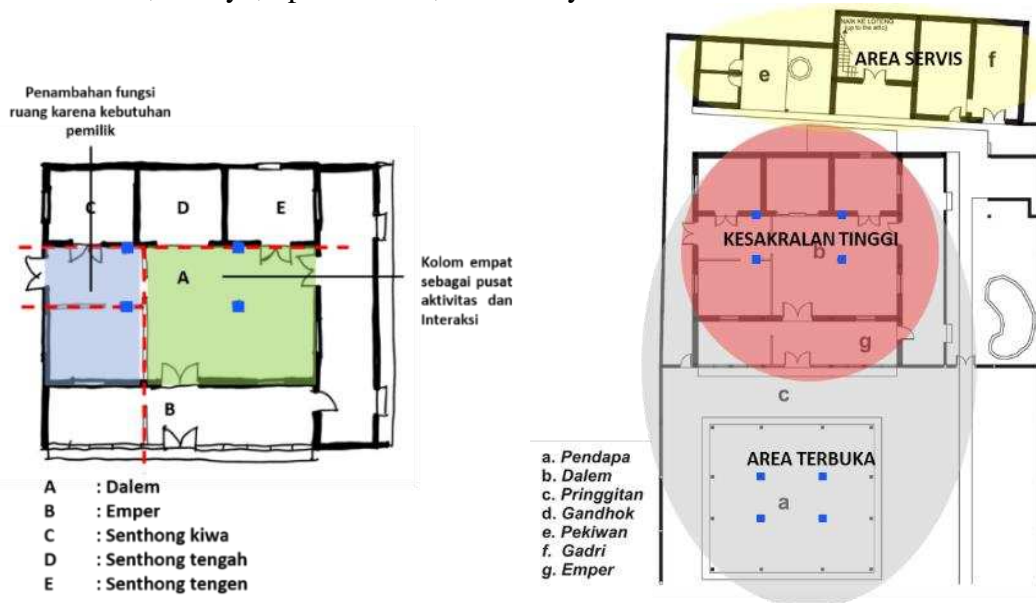 Penambahan fungsi
ruang karena kebutuhan
pemilik
C
D
E
A
B
Kolom empat
sebagai pusat
aktivitas dan
Interaksi
A : Dalem
B : Emper
C : Senthong kiwa
D : Senthong tengah
E : Senthong tengen
NAIK KE LOTENG
(up to the attic)
AREA SERVIS
e
f
KESAKRALAN TINGGI
b
g
c
AREA TERBUKA
a
a. Pendapa
b. Dalem
c. Pringgitan
d. Gandhok
e. Pekiwan
f. Gadri
g. Emper